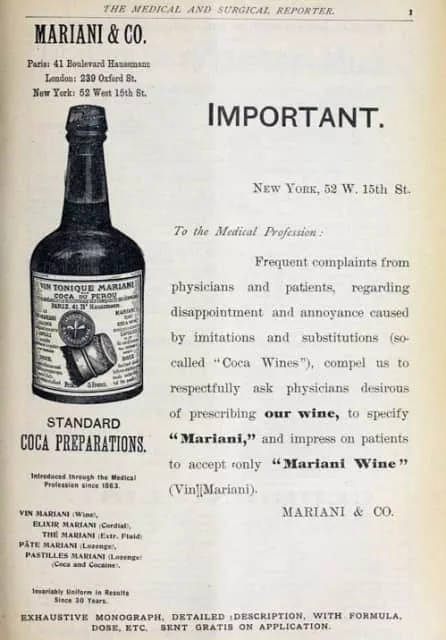 THE MEDICAL AND SURGICAL REPORTER. 1
MARIANI & CO.
Paris: 41 Boulevard Haussmann
London: 239 Oxford St.
New York: 52 West 15th St.
IMPORTANT.
NEW YORK, 52 W. 15th St.
To the Medical Profession:
Frequent complaints from
physicians and patients, regarding
disappointment and annoyance caused
by imitations and substitutions (so-
called "Coca Wines"), compel us to
respectfully ask physicians desirous
of prescribing our wine, to specify
"Mariani," and impress on patients
to accept only "Mariani Wine"
(Vin Mariani).
MARIANI & CO.
VIN TONIQUE MARIANI
COCA DU PEROU
PARIS, 41 Bd Haussmann
STANDARD
COCA PREPARATIONS.
Introduced through the Medical
Profession since 1863.
VIN MARIANI (Wine),
ELIXIR MARIANI (Cordial),
THÉ MARIANI (Extr. Fluid)
PÂTE MARIANI (Lozenge),
PASTILLES MARIANI (Lozenge)
(Coca and Cocaine).
Invariably Uniform in Results
Since 30 Years.
EXHAUSTIVE MONOGRAPH, DETAILED DESCRIPTION, WITH FORMULA,
DOSE, ETC. SENT GRATIS ON APPLICATION.